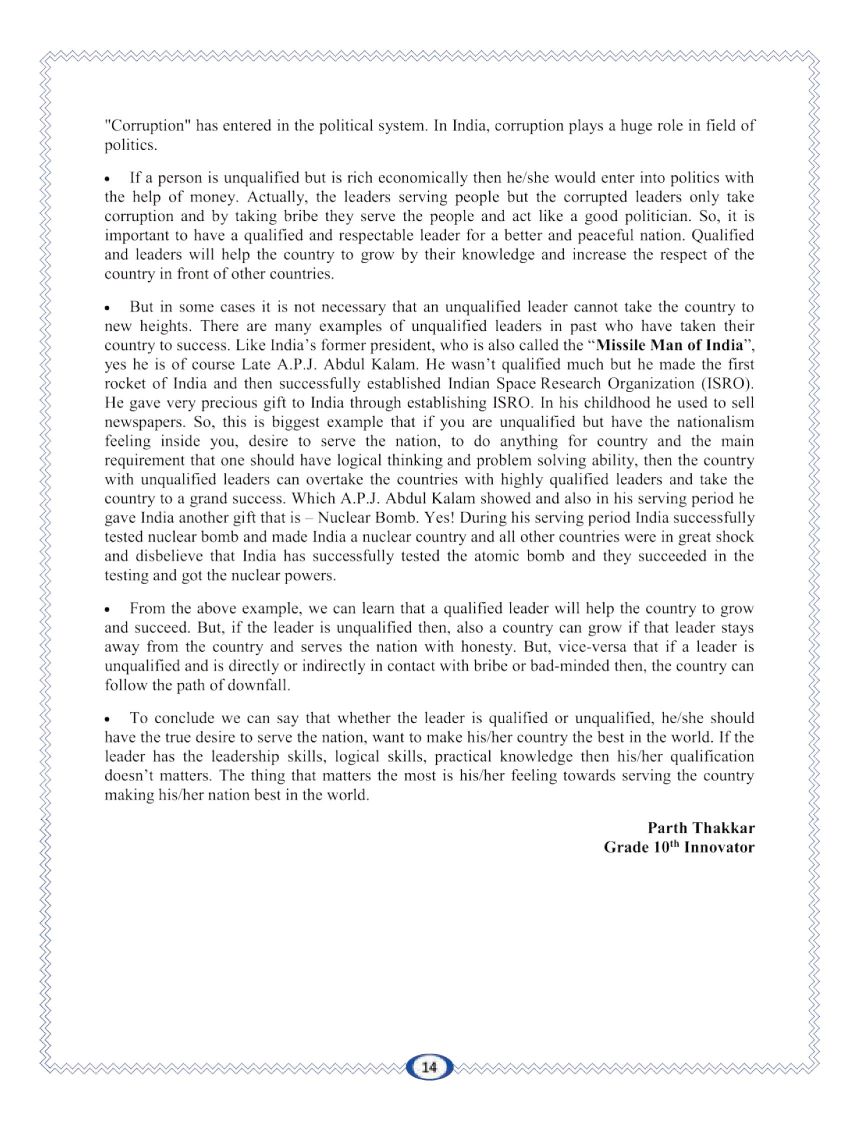 "Corruption" has entered in the political system. In India, corruption plays a huge role in field of
politics.
• If a person is unqualified but is rich economically then he/she would enter into politics with
the help of money. Actually, the leaders serving people but the corrupted leaders only take
corruption and by taking bribe they serve the people and act like a good politician. So, it is
important to have a qualified and respectable leader for a better and peaceful nation. Qualified
and leaders will help the country to grow by their knowledge and increase the respect of the
country in front of other countries.
• But in some cases it is not necessary that an unqualified leader cannot take the country to
new heights. There are many examples of unqualified leaders in past who have taken their
country to success. Like India's former president, who is also called the “Missile Man of India”,
yes he is of course Late A.P.J. Abdul Kalam. He wasn't qualified much but he made the first
rocket of India and then successfully established Indian Space Research Organization (ISRO).
He gave very precious gift to India through establishing ISRO. In his childhood he used to sell
newspapers. So, this is biggest example that if you are unqualified but have the nationalism
feeling inside you, desire to serve the nation, to do anything for country and the main
requirement that one should have logical thinking and problem solving ability, then the country
with unqualified leaders can overtake the countries with highly qualified leaders and take the
country to a grand success. Which A.P.J. Abdul Kalam showed and also in his serving period he
gave India another gift that is – Nuclear Bomb. Yes! During his serving period India successfully
tested nuclear bomb and made India a nuclear country and all other countries were in great shock
and disbelieve that India has successfully tested the atomic bomb and they succeeded in the
testing and got the nuclear powers.
• From the above example, we can learn that a qualified leader will help the country to grow
and succeed. But, if the leader is unqualified then, also a country can grow if that leader stays
away from the country and serves the nation with honesty. But, vice-versa that if a leader is
unqualified and is directly or indirectly in contact with bribe or bad-minded then, the country can
follow the path of downfall.
• To conclude we can say that whether the leader is qualified or unqualified, he/she should
have the true desire to serve the nation, want to make his/her country the best in the world. If the
leader has the leadership skills, logical skills, practical knowledge then his/her qualification
doesn't matters. The thing that matters the most is his/her feeling towards serving the country
making his/her nation best in the world.
Parth Thakkar
Grade 10th Innovator
14